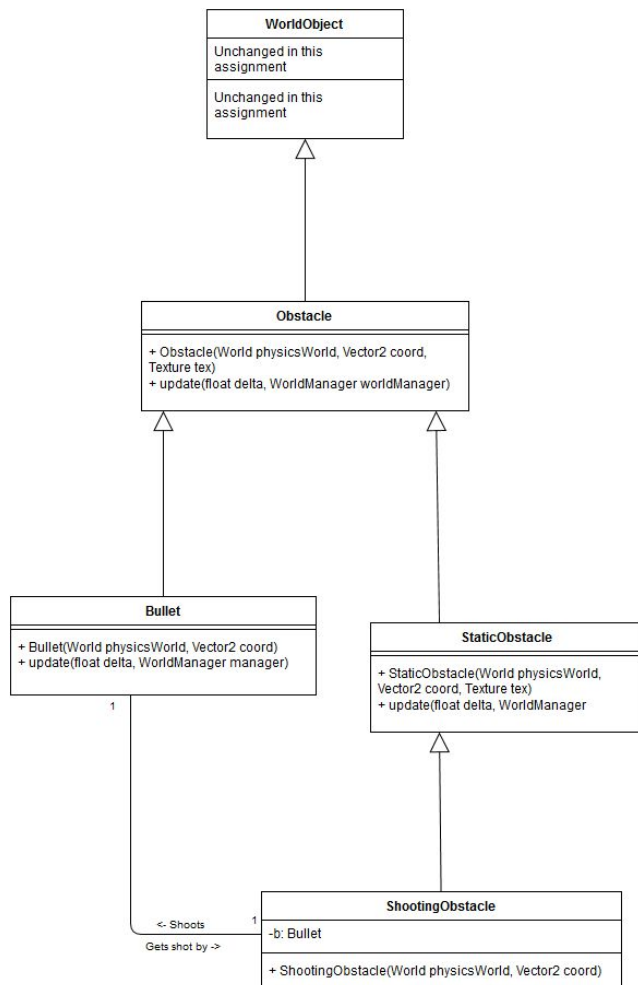 WorldObject
Unchanged in this
assignment
Unchanged in this
assignment
Obstacle
+ Obstacle(World physicsWorld, Vector2 coord,
Texture tex)
+ update(float delta, WorldManager worldManager)
Bullet
+ Bullet(World physicsWorld, Vector2 coord)
+ update(float delta, WorldManager manager)
StaticObstacle
+ StaticObstacle(World physicsWorld,
Vector2 coord, Texture tex)
+ update(float delta, WorldManager
1
ShootingObstacle
-b: Bullet
+ ShootingObstacle(World physicsWorld, Vector2 coord)
<- Shoots
1
Gets shot by ->